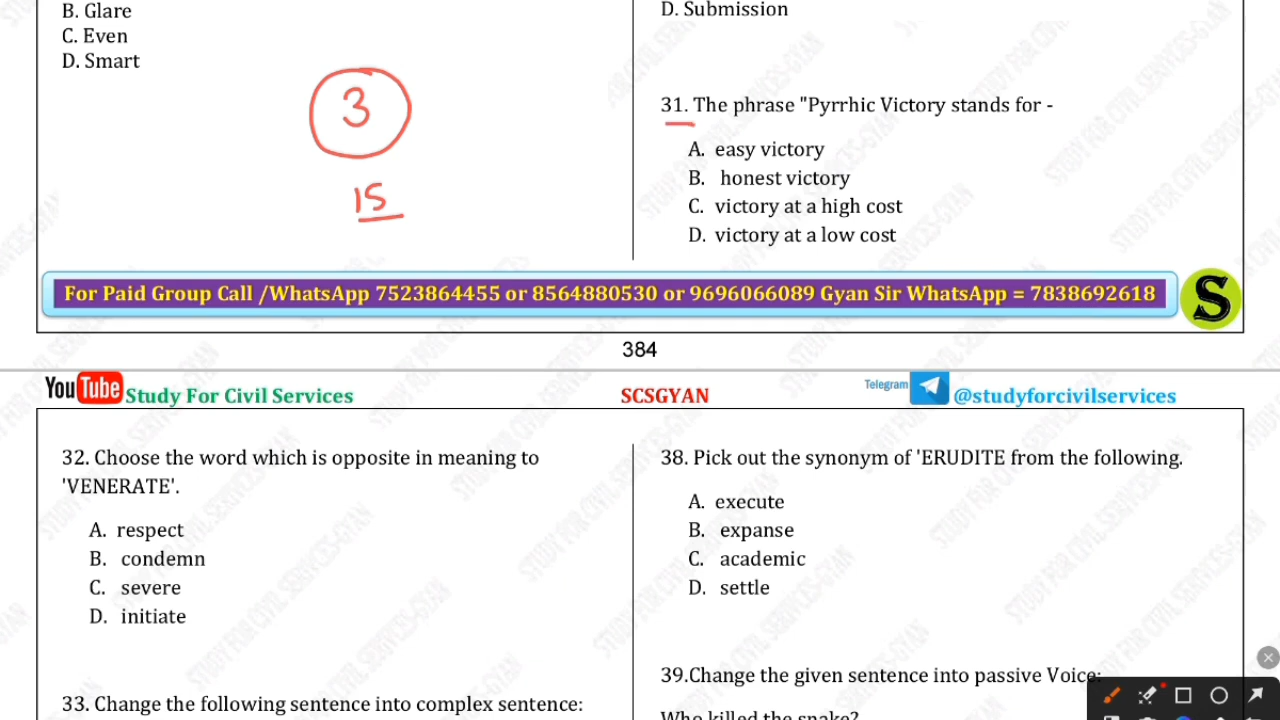 B. Glare
C. Even
D. Smart
3
15
D. Submission
31. The phrase "Pyrrhic Victory stands for -
A. easy victory
B. honest victory
C. victory at a high cost
D. victory at a low cost
For Paid Group Call /WhatsApp 7523864455 or 8564880530 or 9696066089 Gyan Sir WhatsApp = 7838692618
S
384
YouTube Study For Civil Services
SCSGYAN
Telegram @studyforcivilservices
32. Choose the word which is opposite in meaning to
'VENERATE'.
A. respect
B. condemn
C. severe
D. initiate
33. Change the following sentence into complex sentence:
38. Pick out the synonym of 'ERUDITE from the following.
A. execute
B. expanse
C. academic
D. settle
39.Change the given sentence into passive Voice:
Who killed the snake?